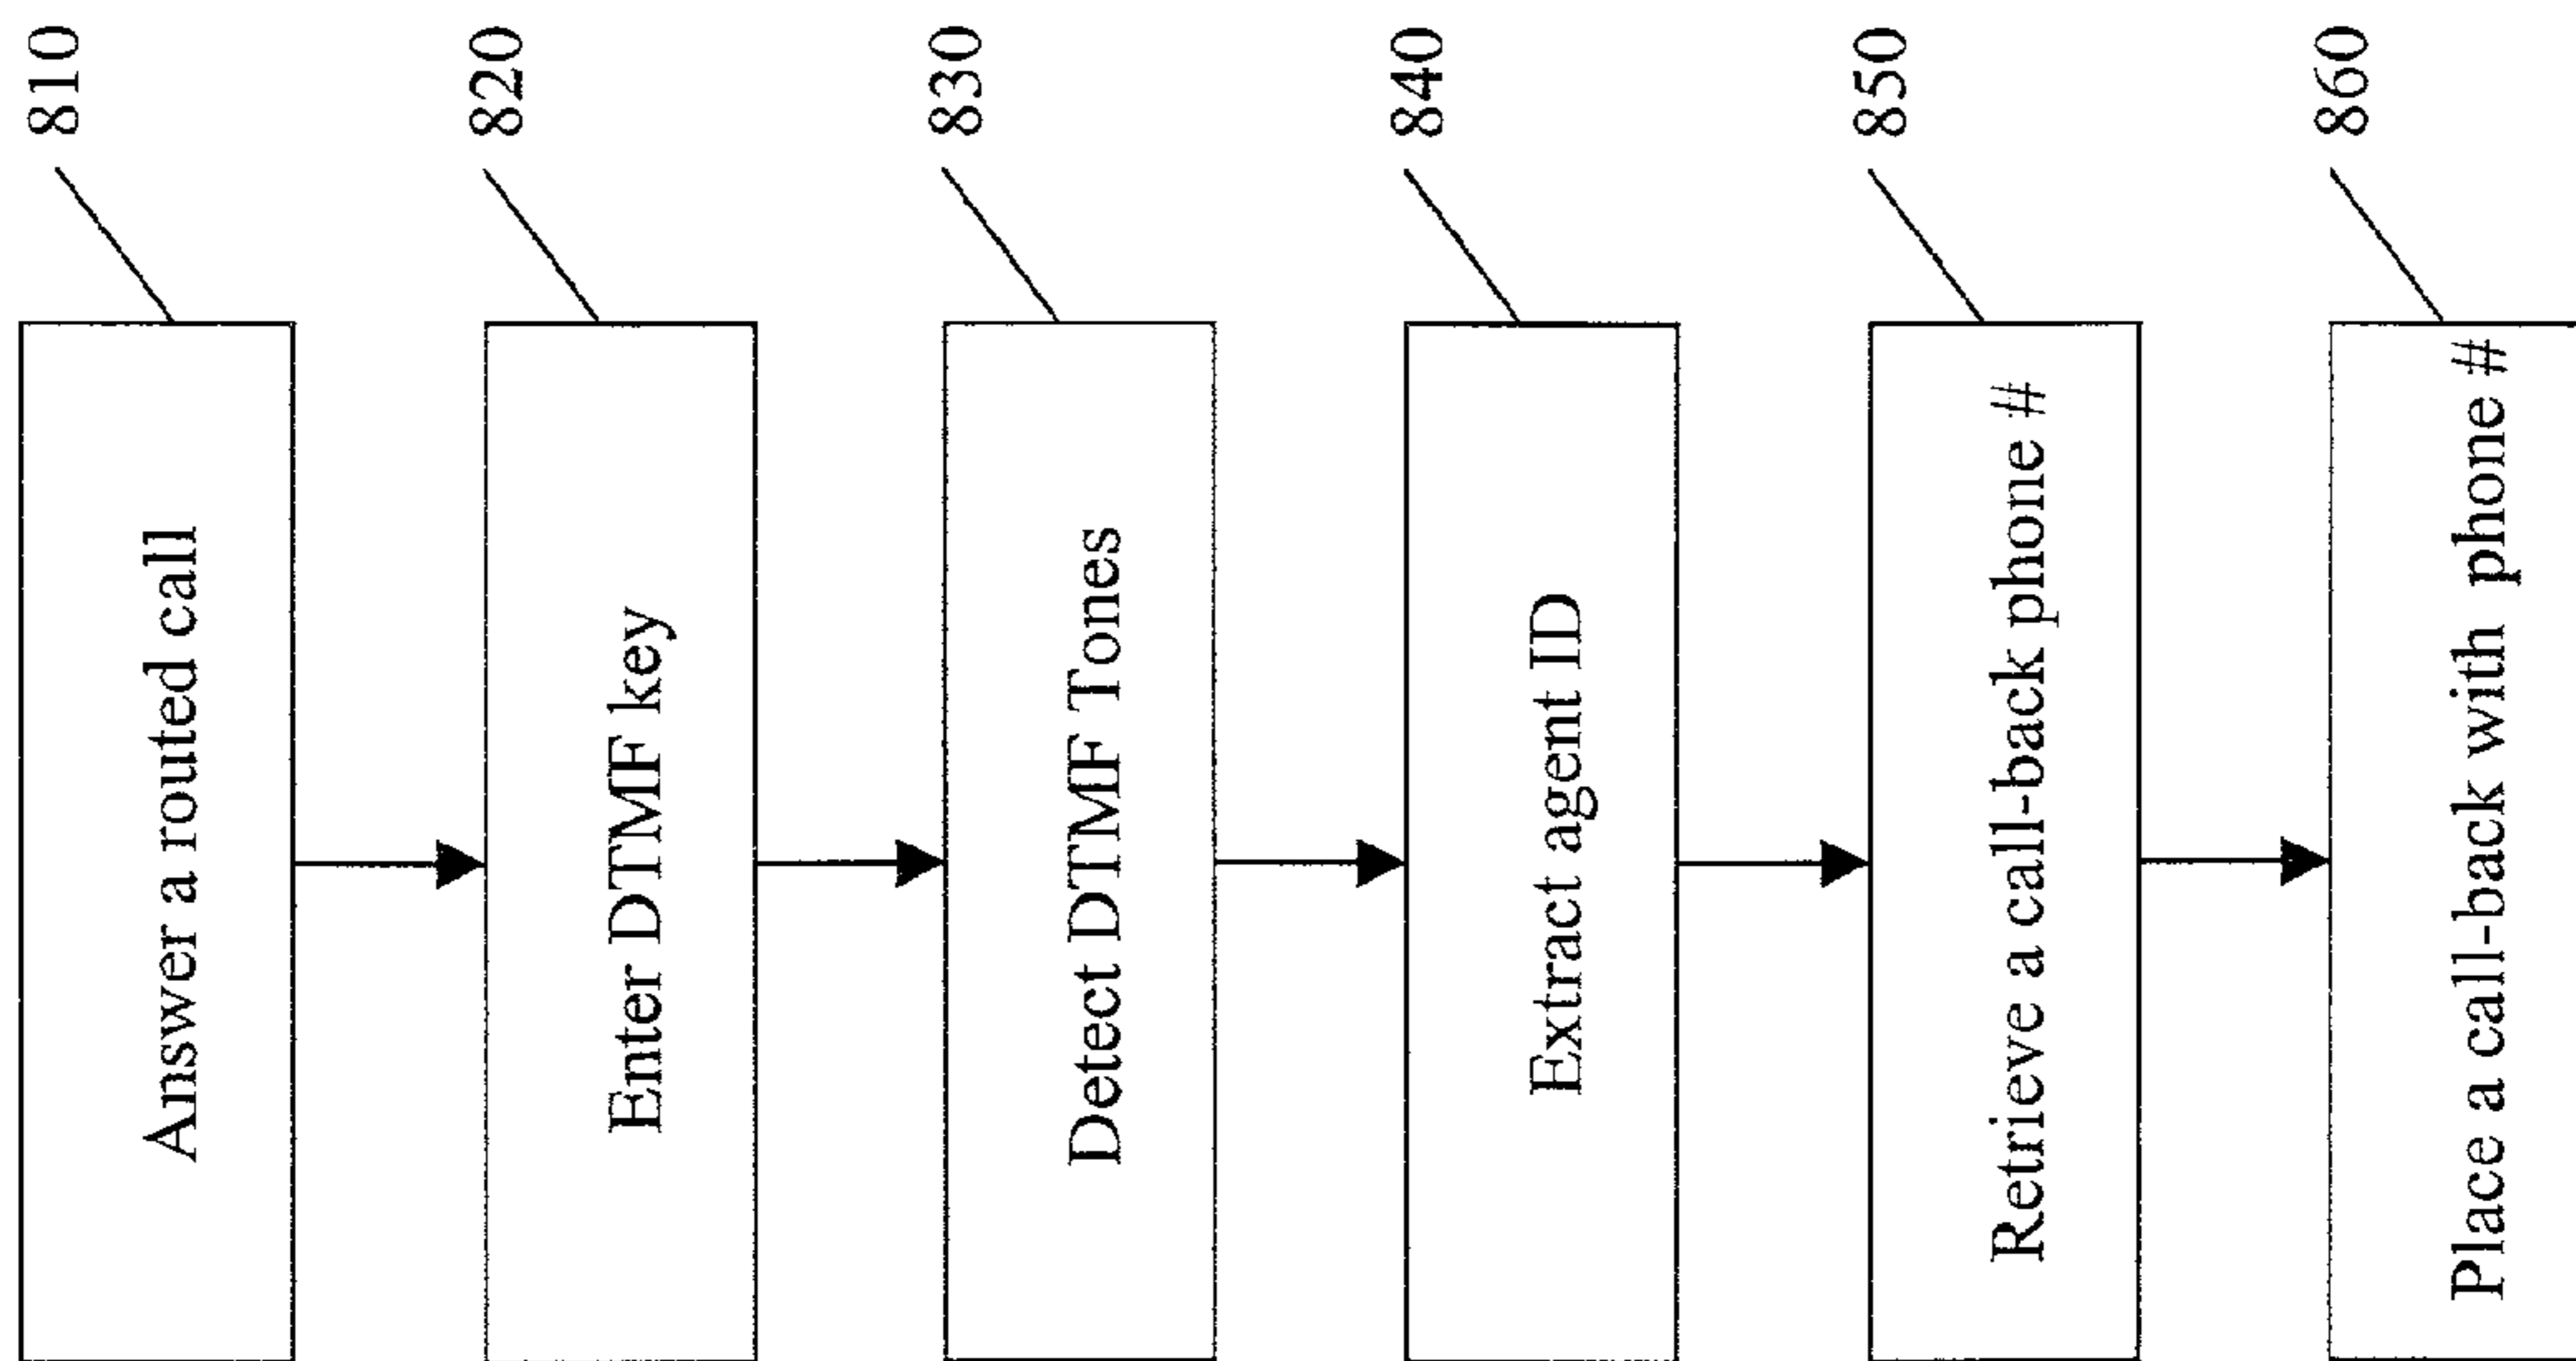 Answer a routed call
810
Enter DTMF key
820
Detect DTMF Tones
830
Extract agent ID
840
Retrieve a call-back phone #
850
Place a call-back with phone #
860